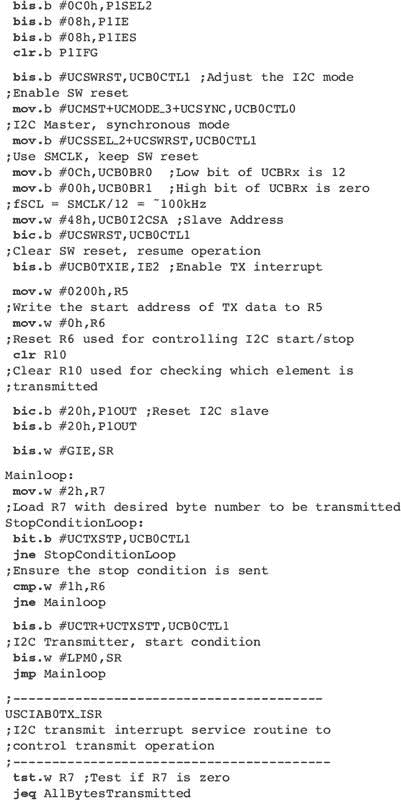 bis.b #0C0h,P1SEL2
bis.b #08h,P1IE
bis.b #08h,P1IES
clr.b P1IFG
bis.b #UCSWRST,UCB0CTL1 ;Adjust the I2C mode
;Enable SW reset
mov.b #UCMST+UCMODE_3+UCSYNC,UCB0CTL0
;I2C Master, synchronous mode
mov.b #UCSSEL_2+UCSWRST,UCB0CTL1
;Use SMCLK, keep SW reset
mov.b #0Ch,UCB0BR0  ;Low bit of UCBRx is 12
mov.b #00h,UCB0BR1  ;High bit of UCBRx is zero
;fSCL = SMCLK/12 = ~100kHz
mov.w #48h,UCB0I2CSA ;Slave Address
bic.b #UCSWRST,UCB0CTL1
;Clear SW reset, resume operation
bis.b #UCB0TXIE,IE2 ;Enable TX interrupt
mov.w #0200h,R5
;Write the start address of TX data to R5
mov.w #0h,R6
;Reset R6 used for controlling I2C start/stop
clr R10
;Clear R10 used for checking which element is
;transmitted
bic.b #20h,P1OUT ;Reset I2C slave
bis.b #20h,P1OUT
bis.w #GIE,SR
Mainloop:
mov.w #2h,R7
;Load R7 with desired byte number to be transmitted
StopConditionLoop:
bit.b #UCTXSTP,UCB0CTL1
jne StopConditionLoop
;Ensure the stop condition is sent
cmp.w #1h,R6
jne Mainloop
bis.b #UCTR+UCTXSTT,UCB0CTL1
;I2C Transmitter, start condition
bis.w #LPM0,SR
jmp Mainloop
;----------------------------------------
USCIAB0TX_ISR
;I2C transmit interrupt service routine to
;control transmit operation
;-----------------------------------------
tst.w R7 ;Test if R7 is zero
jeq AllBytesTransmitted